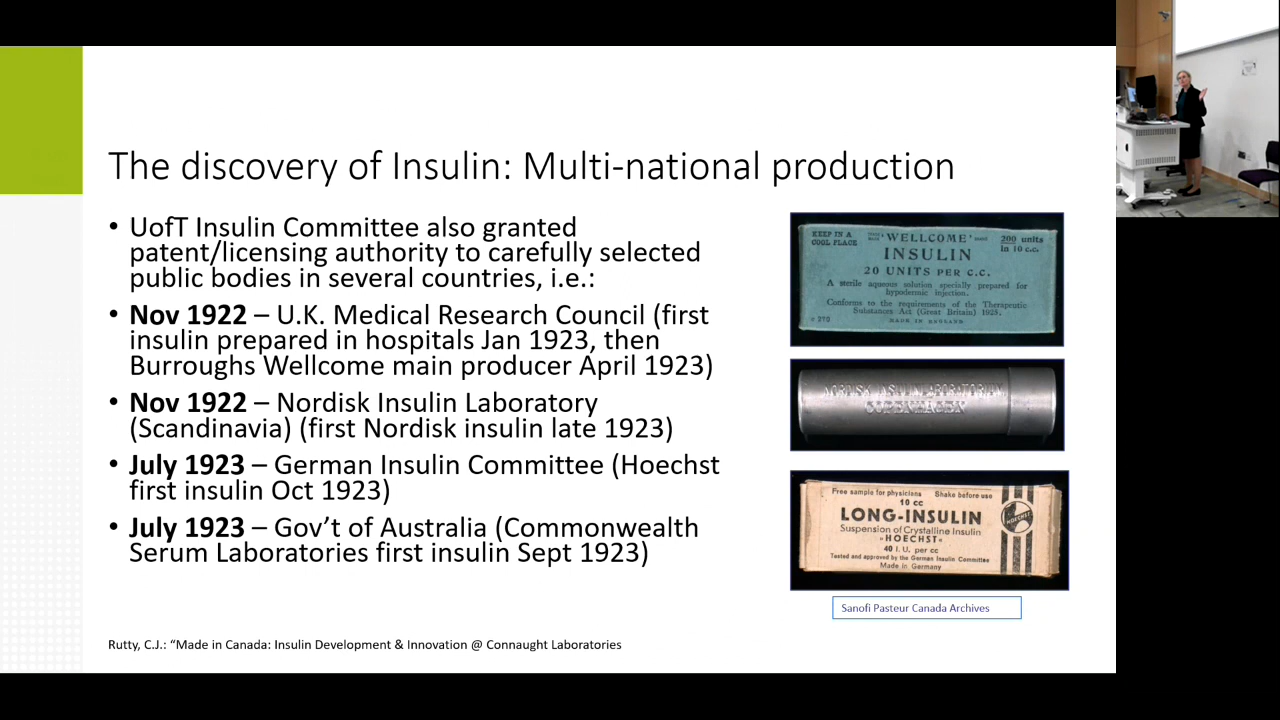 The discovery of Insulin: Multi-national production
• UofT Insulin Committee also granted
patent/licensing authority to carefully selected
public bodies in several countries, i.e.:
• Nov 1922 – U.K. Medical Research Council (first
insulin prepared in hospitals Jan 1923, then
Burroughs Wellcome main producer April 1923)
• Nov 1922 – Nordisk Insulin Laboratory
(Scandinavia) (first Nordisk insulin late 1923)
• July 1923 – German Insulin Committee (Hoechst
first insulin Oct 1923)
• July 1923 – Gov’t of Australia (Commonwealth
Serum Laboratories first insulin Sept 1923)
KEEP IN A
COOL PLACE
'WELLCOME'
200 units
in 10 c.c.
INSULIN
20 UNITS PER C.C.
A sterile aqueous solution specially prepared for
hypodermic injection.
Conforms to the requirements of the Therapeutic
Substances Act (Great Britain) 1925.
MADE IN ENGLAND
NORDISK INSULINLABORATORIUM
COPENHAGEN
Free sample for physicians Shake before use
10 cc
LONG-INSULIN
Suspension of Crystalline Insulin
"HOECHST"
40 I. U. per cc
Tested and approved by the German Insulin Committee
Made in Germany
HOECHST
Sanofi Pasteur Canada Archives
Rutty, C.J.: “Made in Canada: Insulin Development & Innovation @ Connaught Laboratories